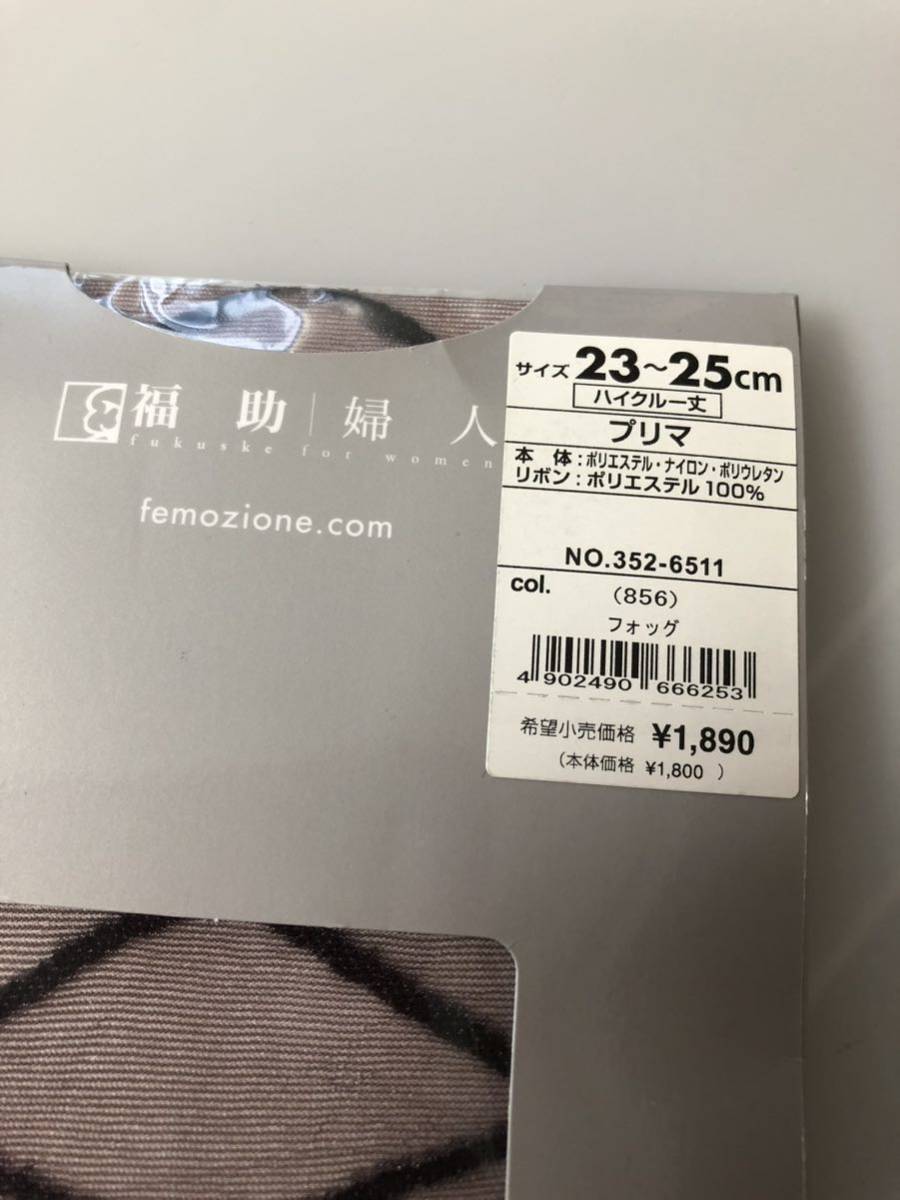 福助|婦人
fukuske for women
femozione.com
サイズ 23~25cm
ハイクルー丈
プリマ
本 体:ポリエステル・ナイロン・ポリウレタン
リボン:ポリエステル100%
NO.352-6511
col. (856)
フォッグ
4 902490 666253
希望小売価格 ¥1,890
(本体価格 ¥1,800 )